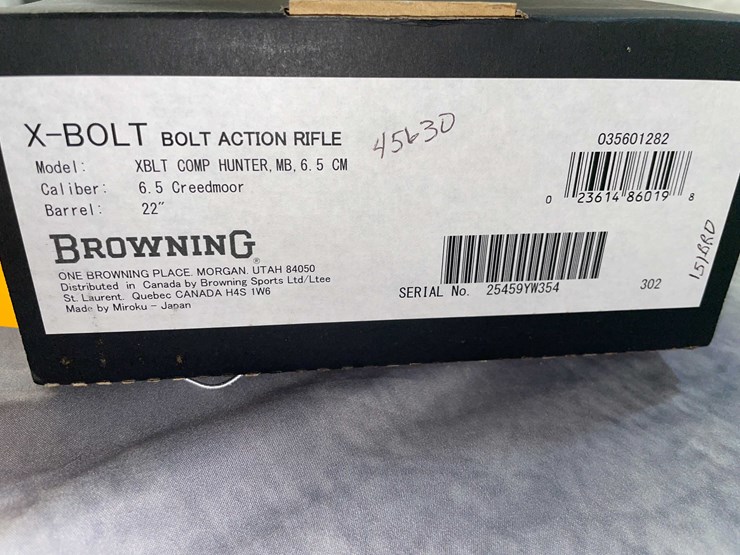 X-BOLT BOLT ACTION RIFLE
45630
Model: XBLT COMP HUNTER, MB, 6.5 CM
Caliber: 6.5 Creedmoor
Barrel: 22"
035601282
0 23614 86019 8
BROWNING®
ONE BROWNING PLACE. MORGAN. UTAH 84050
Distributed in Canada by Browning Sports Ltd/Ltee
St. Laurent. Quebec CANADA H4S 1W6
Made by Miroku - Japan
SERIAL No. 25459YW354
302